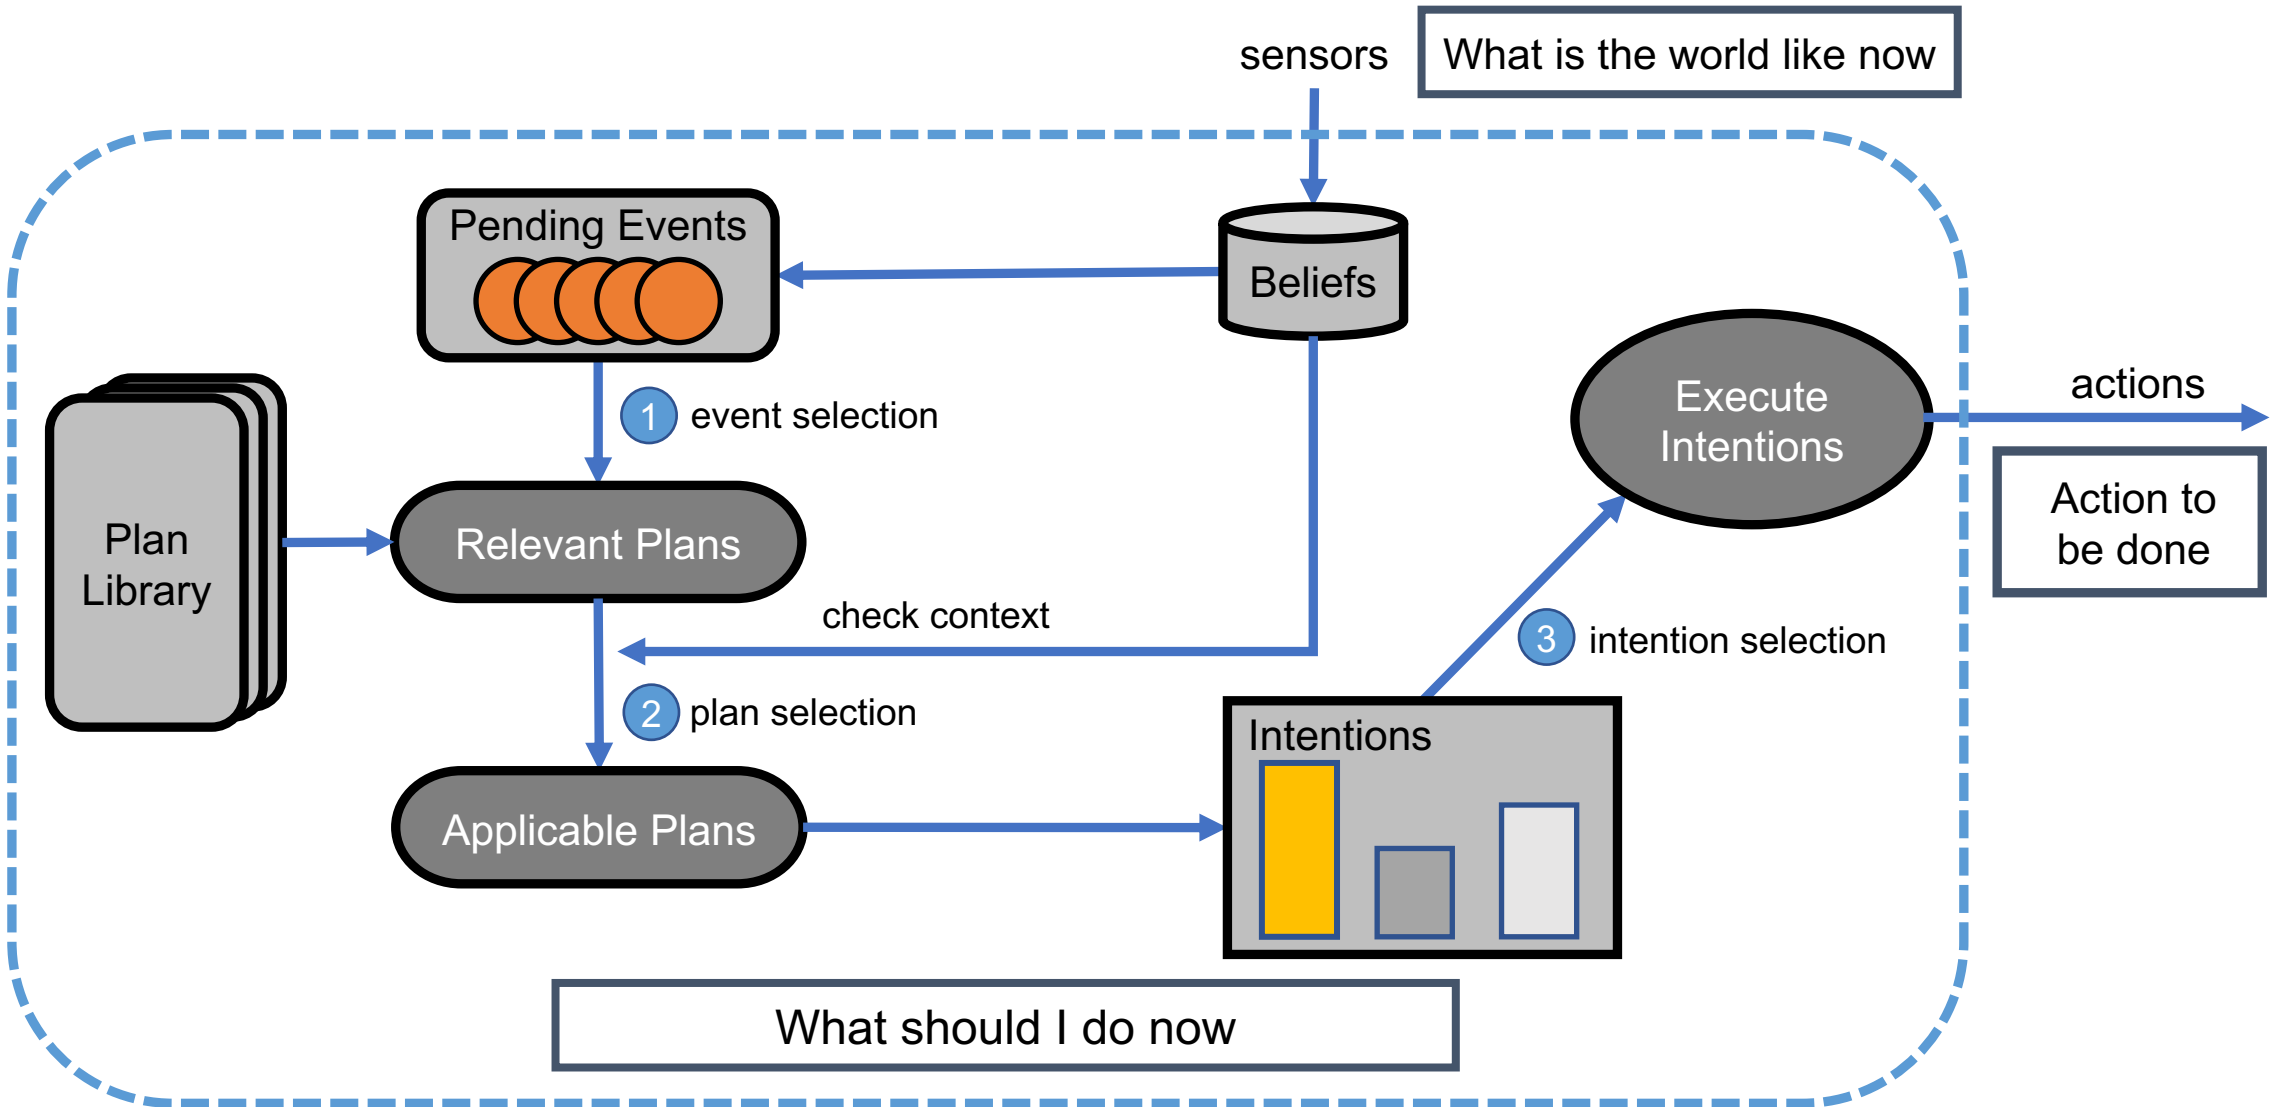 sensors
What is the world like now
Pending Events
Beliefs
1
event selection
Execute
Intentions
actions
Action to
be done
Plan
Library
Relevant Plans
check context
3
intention selection
2
plan selection
Intentions
Applicable Plans
What should I do now